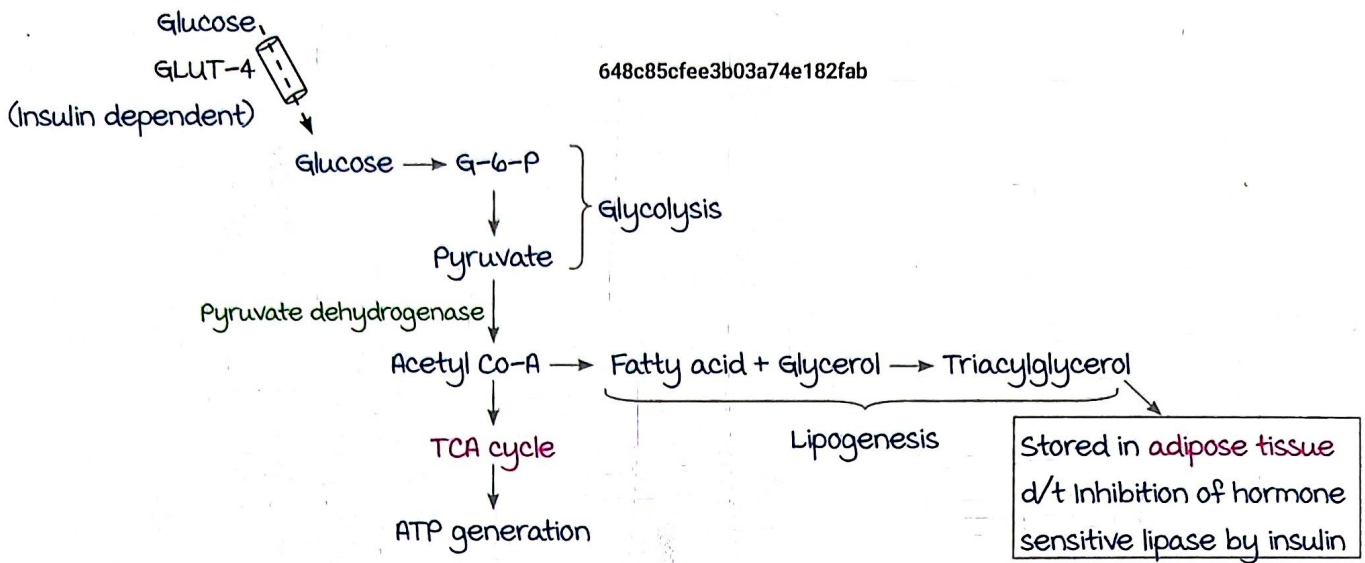 Glucose
GLUT-4
(Insulin dependent)
648c85cfee3b03a74e182fab
Glucose → G-6-P
Glycolysis
Pyruvate
Pyruvate dehydrogenase
Acetyl Co-A → Fatty acid + Glycerol → Triacylglycerol
Lipogenesis
TCA cycle
ATP generation
Stored in adipose tissue
d/t Inhibition of hormone
sensitive lipase by insulin